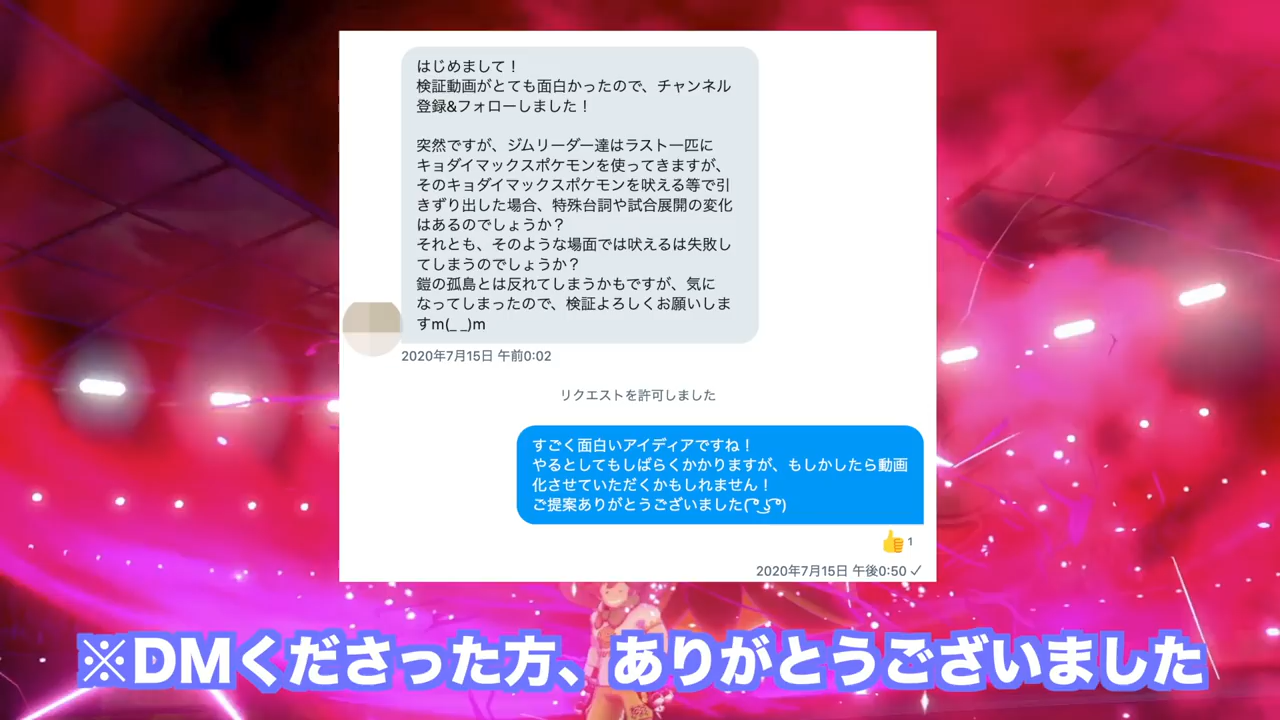 はじめまして！
検証動画がとても面白かったので、チャンネル
登録&フォローしました！
突然ですが、ジムリーダー達はラスト一匹に
キョダイマックスポケモンを使ってきますが、
そのキョダイマックスポケモンを吠える等で引
きずり出した場合、特殊台詞や試合展開の変化
はあるのでしょうか？
それとも、そのような場面では吠えるは失敗し
てしまうのでしょうか？
鎧の孤島とは反れてしまうかもですが、気に
なってしまったので、検証よろしくお願いしま
すm(_ _)m
2020年7月15日 午前0:02
リクエストを許可しました
すごく面白いアイディアですね！
やるとしてもしばらくかかりますが、もしかしたら動画
化させていただくかもしれません！
ご提案ありがとうございました( ͡° ͜ʖ ͡°)
👍 1
2020年7月15日 午後0:50 ✓
※DMくださった方、ありがとうございました